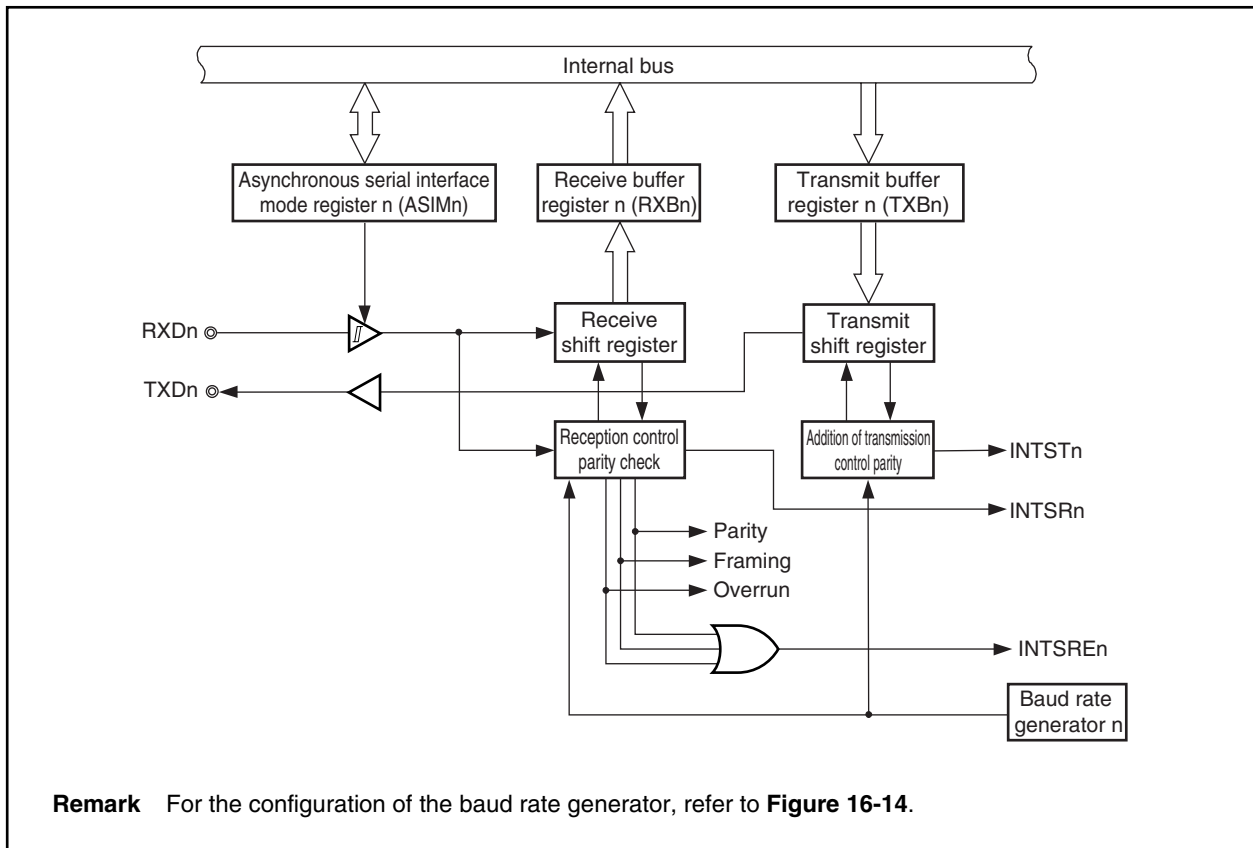 Internal bus
Asynchronous serial interface
mode register n (ASIMn)
Receive buffer
register n (RXBn)
Transmit buffer
register n (TXBn)
RXDn
Receive
shift register
Transmit
shift register
TXDn
Reception control
parity check
Addition of transmission
control parity
INTSTn
INTSRn
Parity
Framing
Overrun
INTSREn
Baud rate
generator n
Remark For the configuration of the baud rate generator, refer to Figure 16-14.